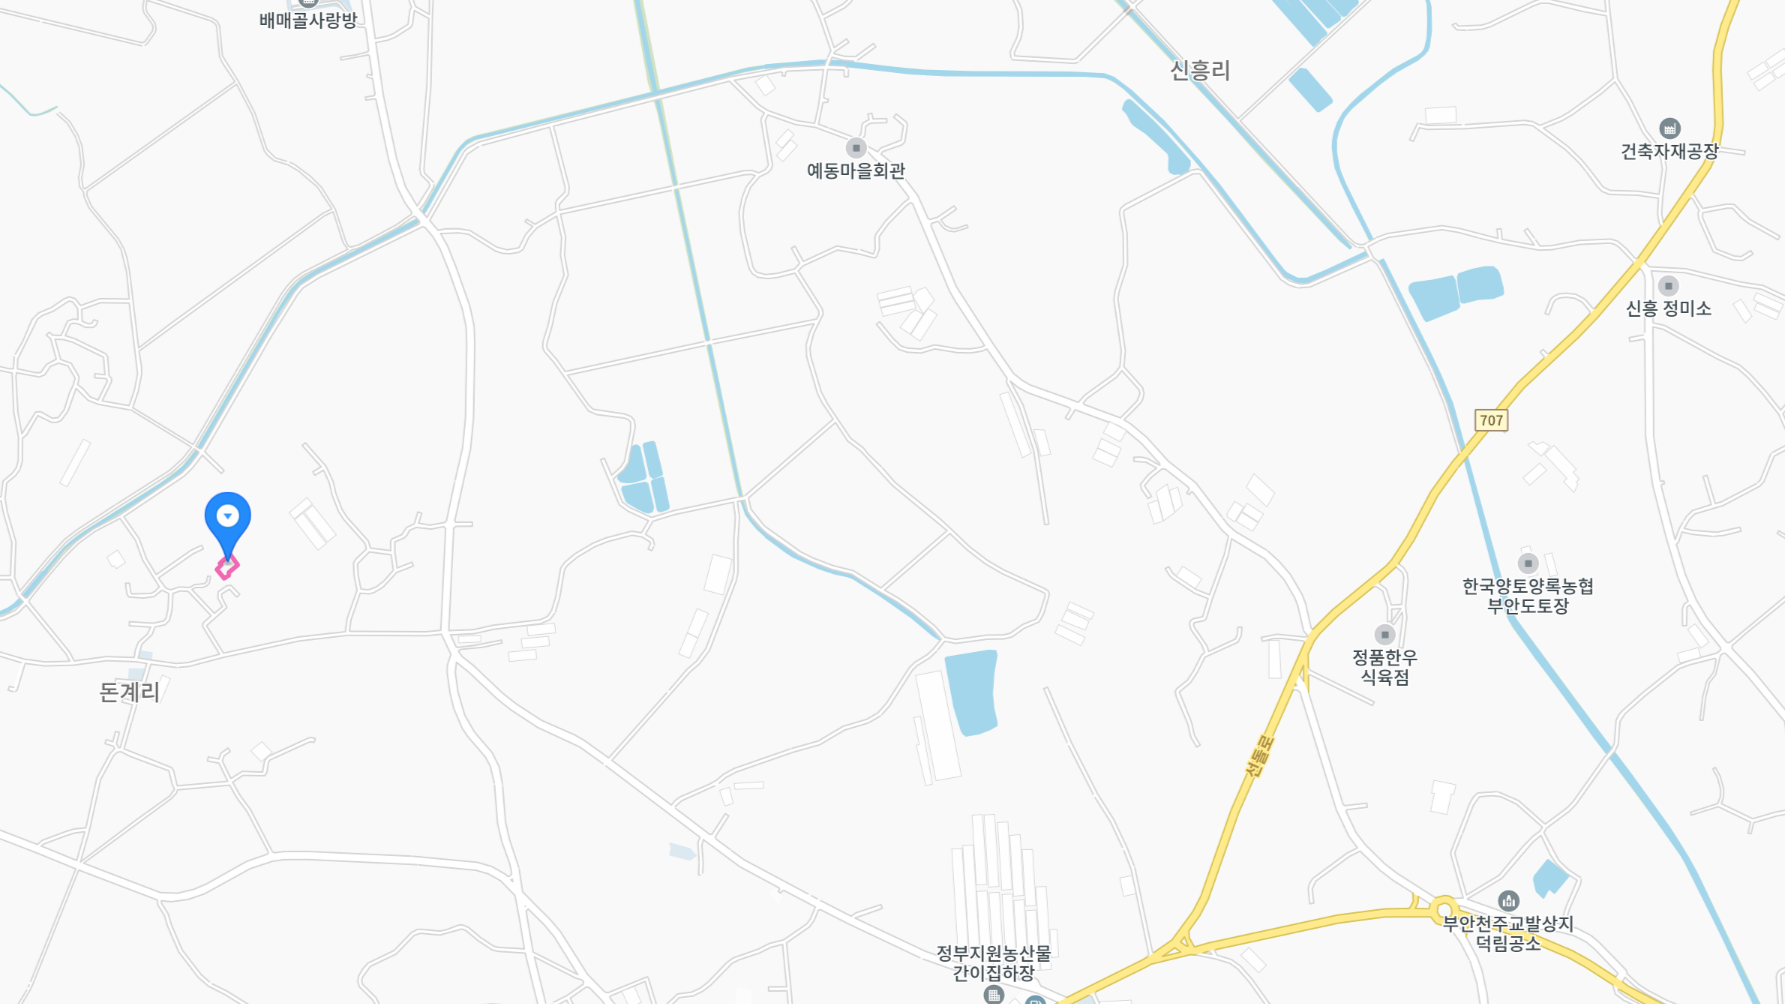 배매골사랑방
신흥리
건축자재공장
예동마을회관
신흥 정미소
707
한국양토양록농협
부안도토장
정품한우
식육점
돈계리
선돌로
부안천주교발상지
덕림공소
정부지원농산물
간이집하장